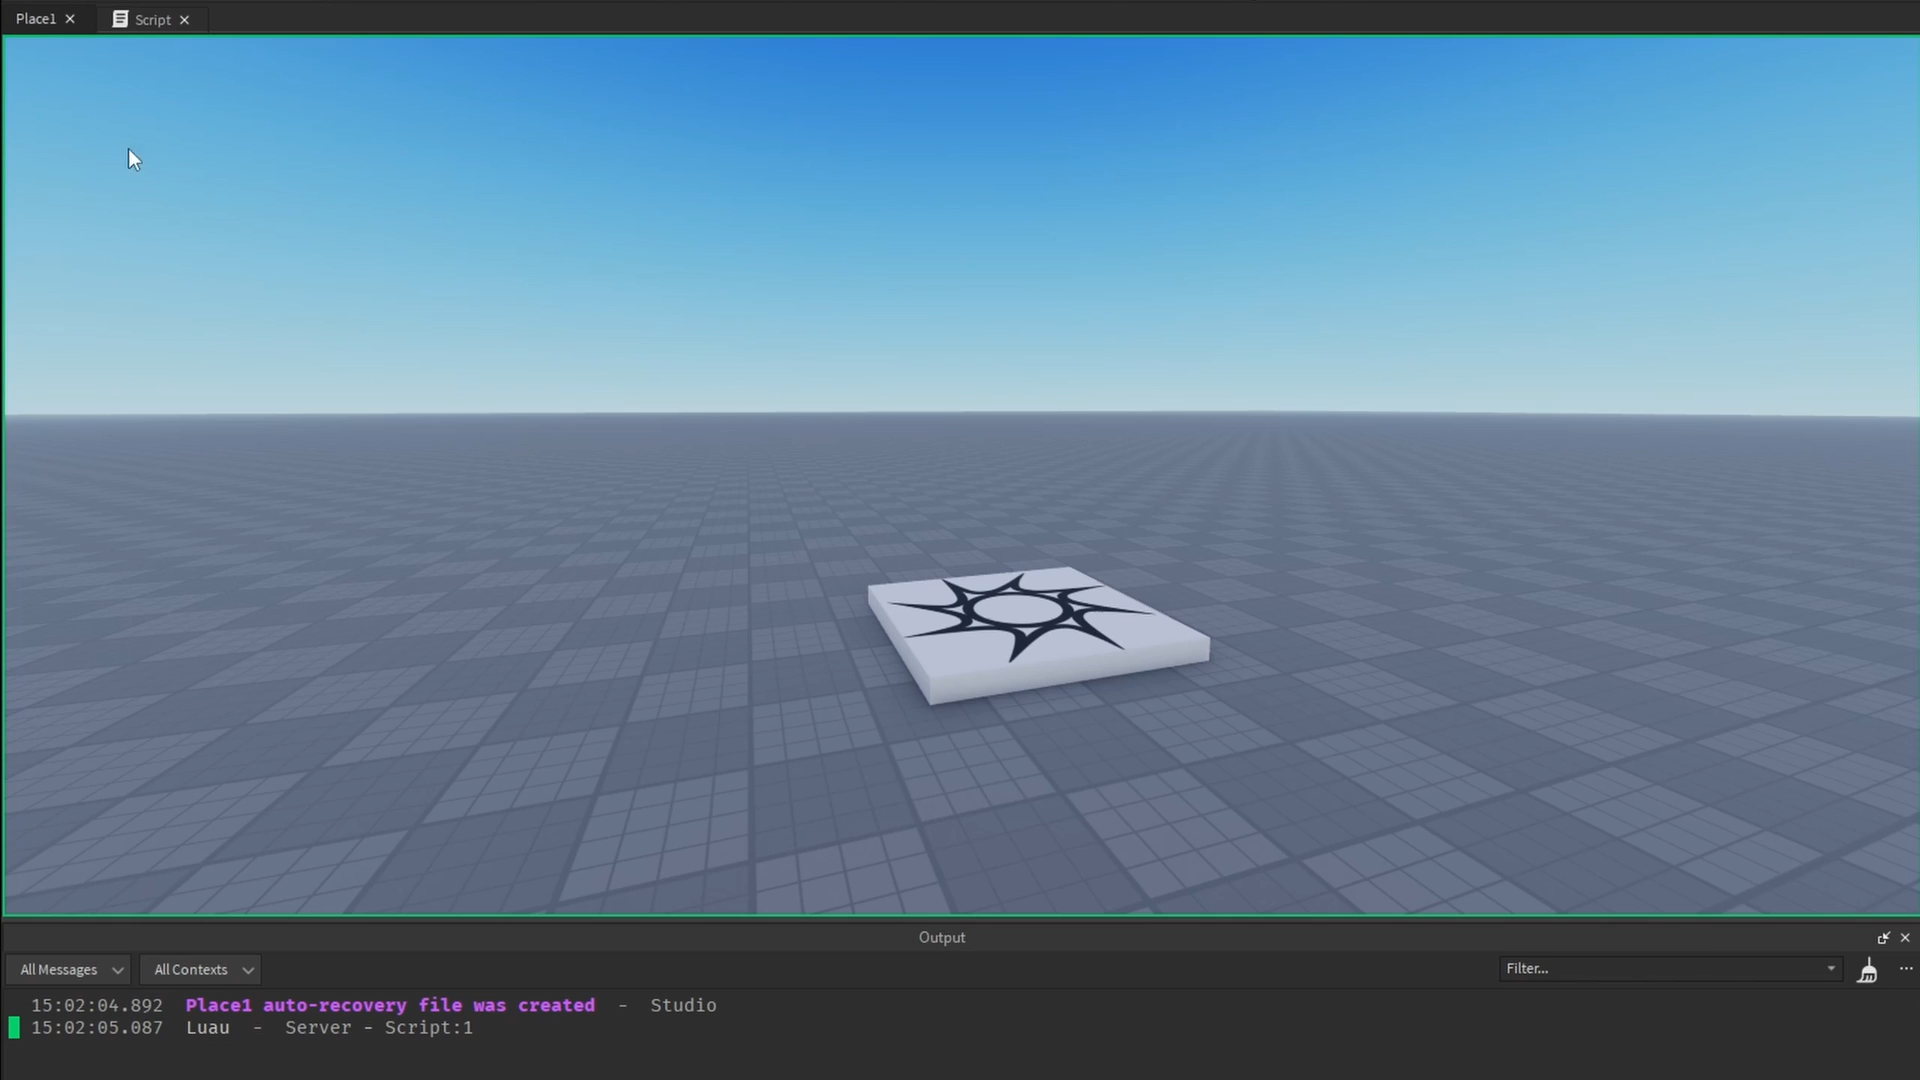 Place1
Script
Output
All Messages All Contexts Filter...
15:02:04.892 Place1 auto-recovery file was created - Studio
15:02:05.087 Luau - Server - Script:1